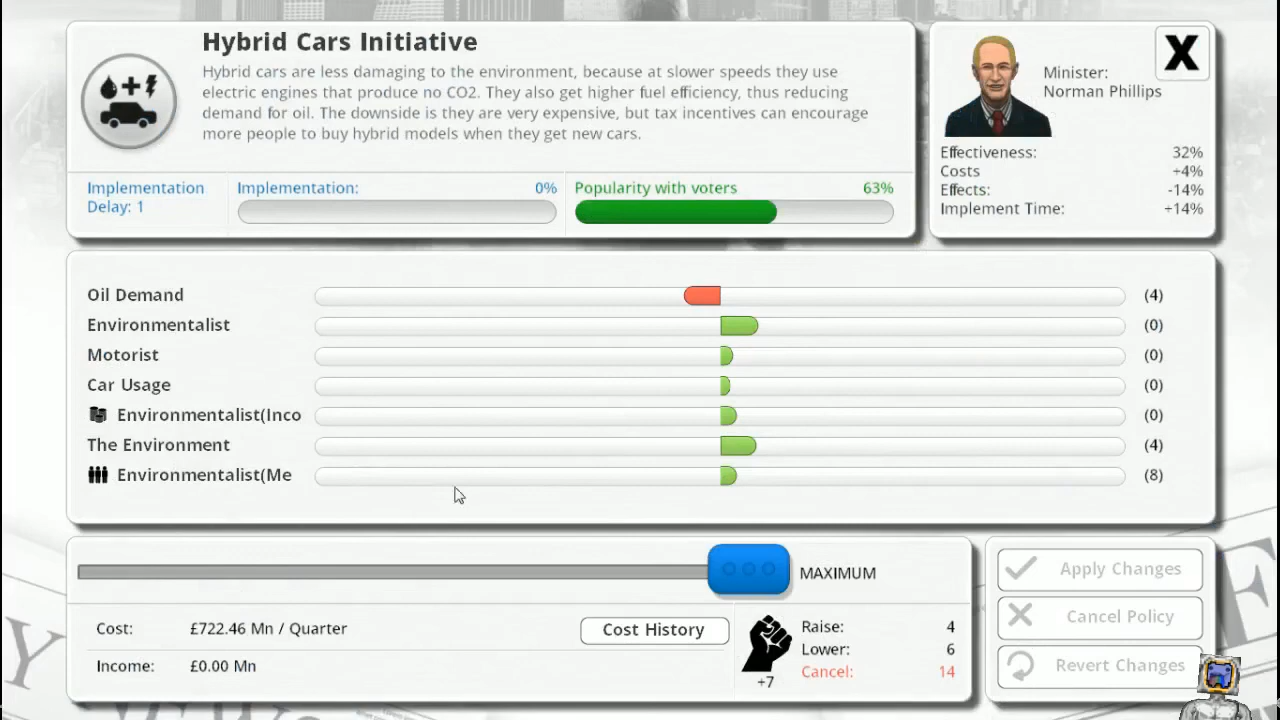 Hybrid Cars Initiative
Hybrid cars are less damaging to the environment, because at slower speeds they use
electric engines that produce no CO2. They also get higher fuel efficiency, thus reducing
demand for oil. The downside is they are very expensive, but tax incentives can encourage
more people to buy hybrid models when they get new cars.
Implementation
Delay: 1
Implementation: 0%
Popularity with voters 63%
X
Minister:
Norman Phillips
Effectiveness: 32%
Costs +4%
Effects: -14%
Implement Time: +14%
Oil Demand (4)
Environmentalist (0)
Motorist (0)
Car Usage (0)
Environmentalist(Inco (0)
The Environment (4)
Environmentalist(Me (8)
MAXIMUM
Cost: £722.46 Mn / Quarter
Income: £0.00 Mn
Cost History
+7
Raise: 4
Lower: 6
Cancel: 14
Apply Changes
Cancel Policy
Revert Changes